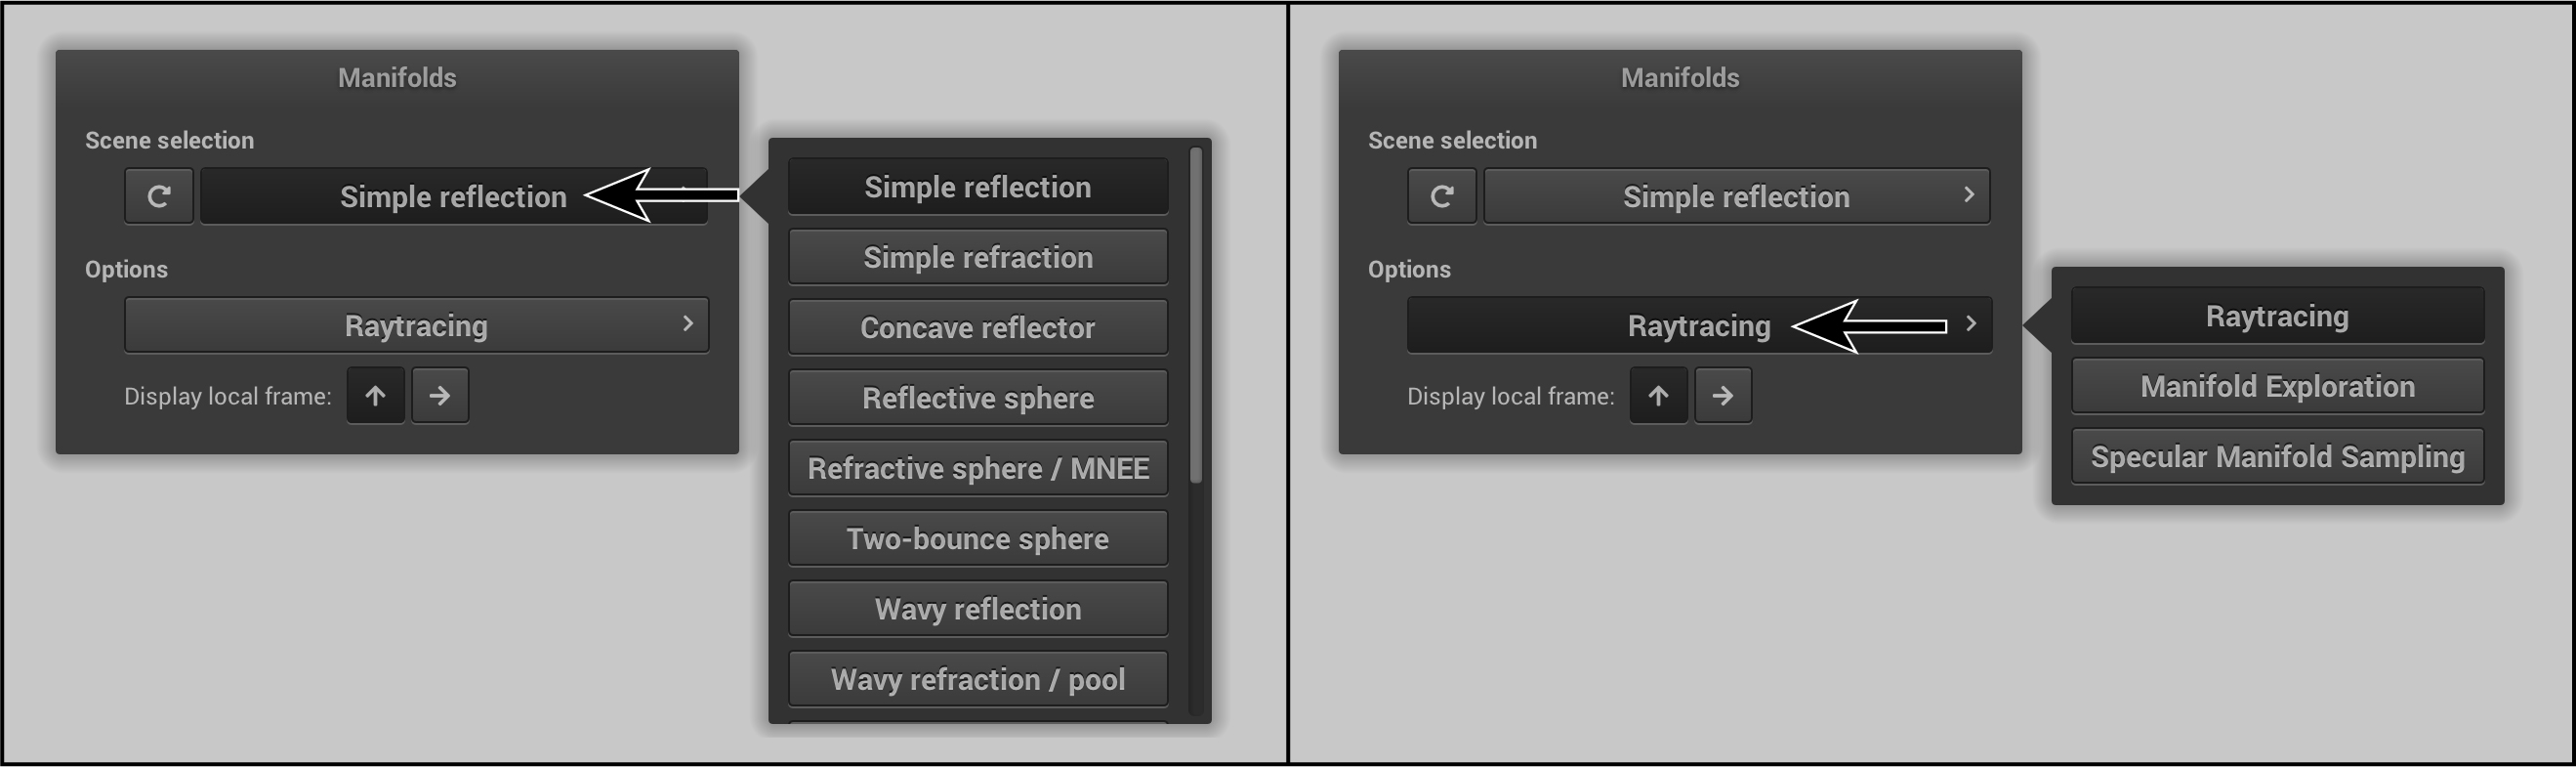 Manifolds
Scene selection
Simple reflection
Options
Raytracing
Display local frame:
Simple reflection
Simple refraction
Concave reflector
Reflective sphere
Refractive sphere / MNEE
Two-bounce sphere
Wavy reflection
Wavy refraction / pool
Manifolds
Scene selection
Simple reflection
Options
Raytracing
Display local frame:
Raytracing
Manifold Exploration
Specular Manifold Sampling